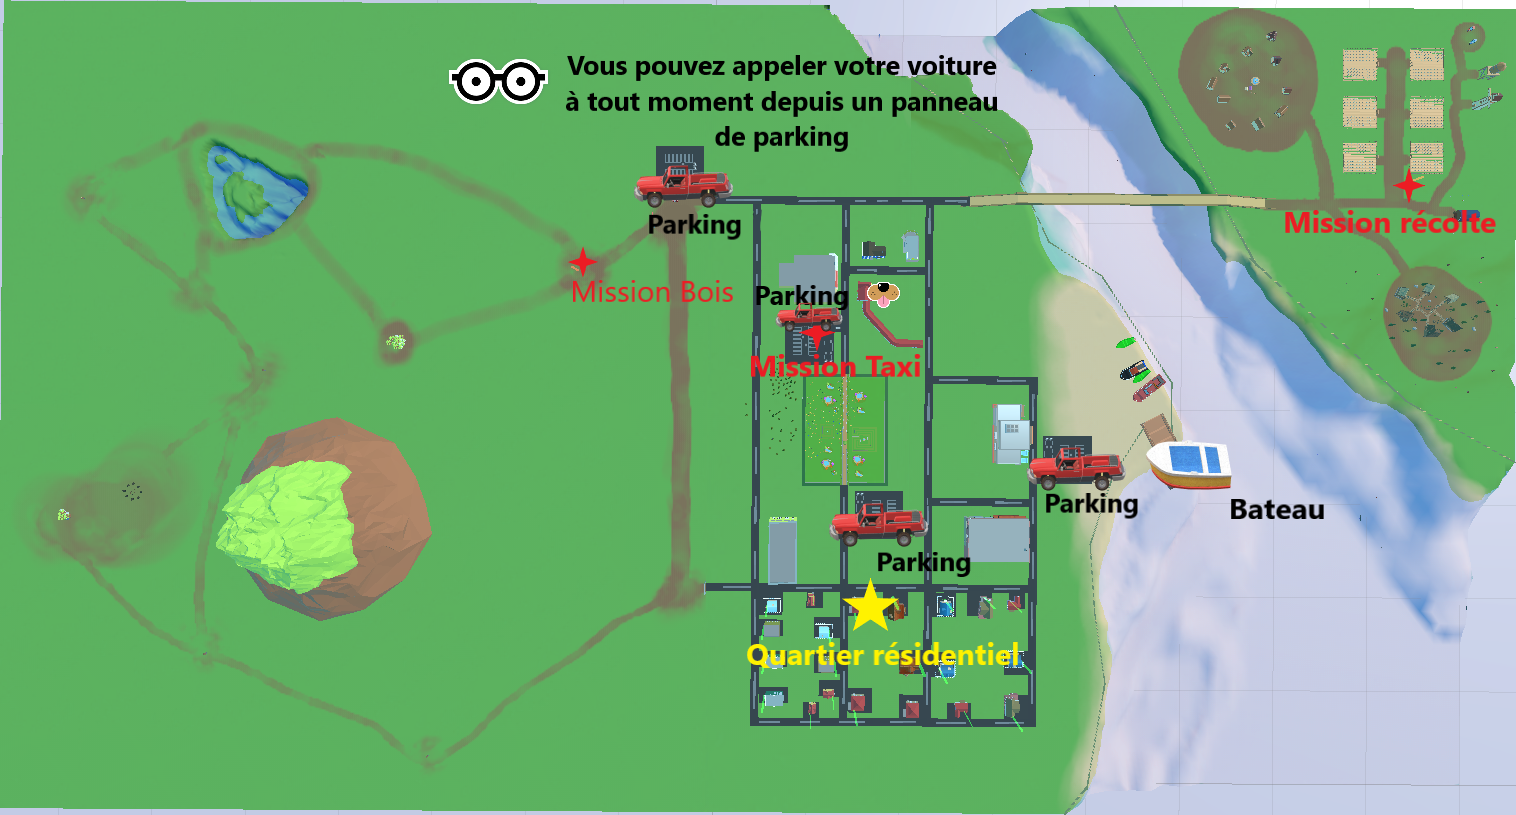 Vous pouvez appeler votre voiture
à tout moment depuis un panneau
de parking
Parking
Mission récolte
Mission Bois
Parking
Mission Taxi
Parking
Bateau
Parking
Quartier résidentiel